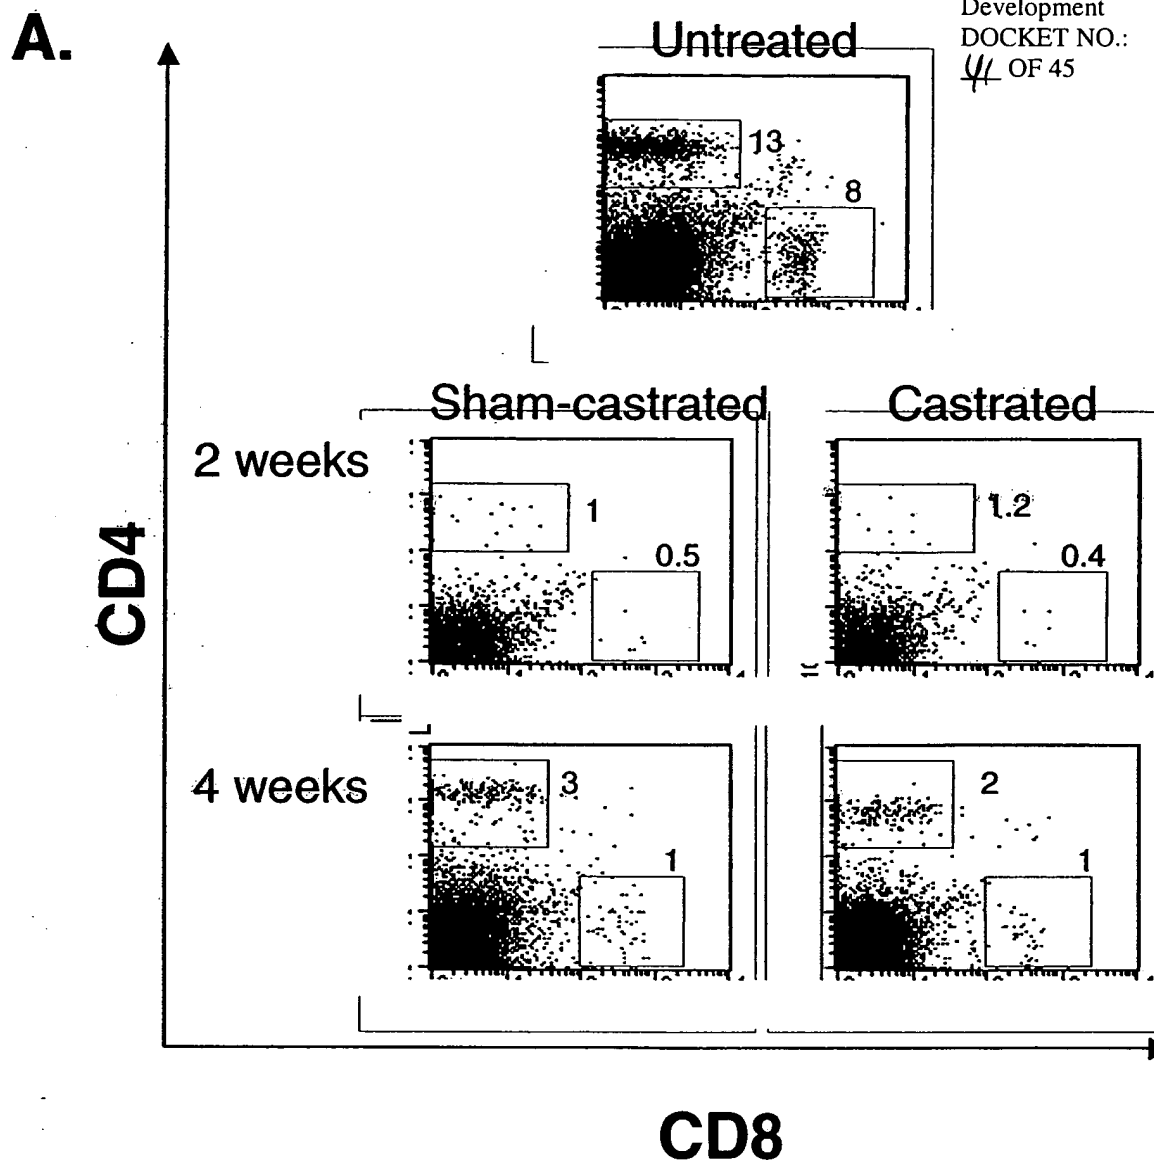 Development
A.
Untreated
DOCKET NO.:
OF 45
13
8
Sham-castrated
Castrated
2 weeks
1
1.2
0.5
0.4
CD4
4 weeks
3
2
1
1
CD8